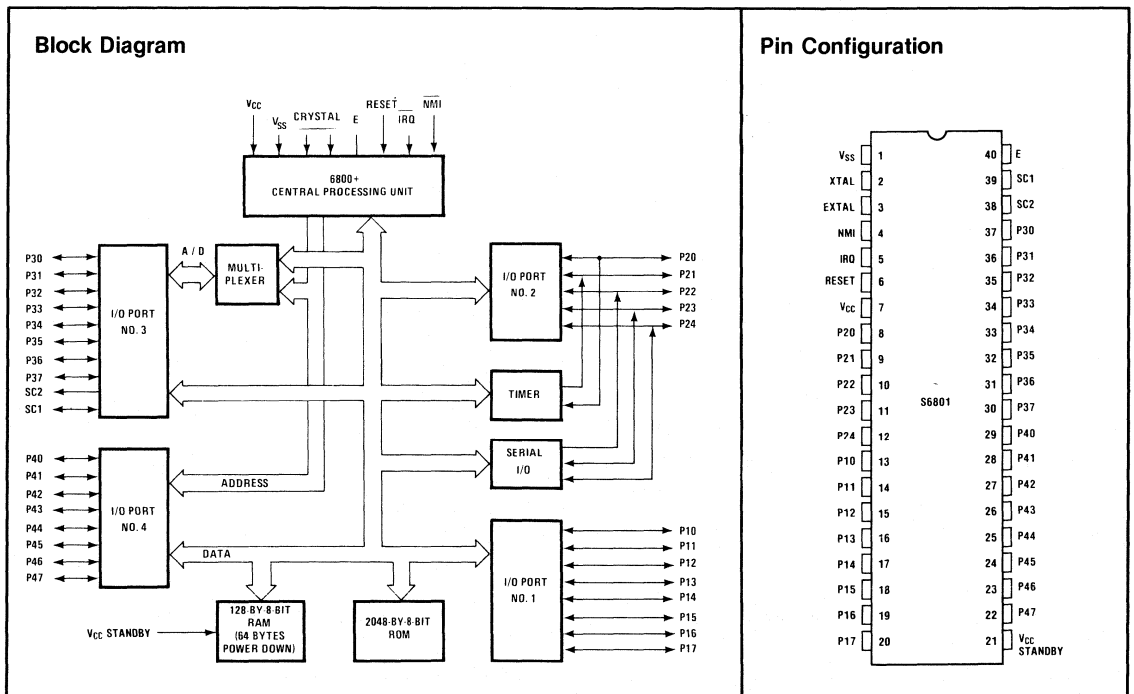 Block Diagram
VCC
VSS
CRYSTAL
E
RESET
IRQ
NMI
6800+
CENTRAL PROCESSING UNIT
P30
P31
P32
P33
P34
P35
P36
P37
SC2
SC1
I/O PORT
NO. 3
A / D
MULTI-
PLEXER
I/O PORT
NO. 2
P20
P21
P22
P23
P24
TIMER
SERIAL
I/O
P40
P41
P42
P43
P44
P45
P46
P47
I/O PORT
NO. 4
ADDRESS
DATA
I/O PORT
NO. 1
P10
P11
P12
P13
P14
P15
P16
P17
VCC STANDBY
128-BY-8-BIT
RAM
(64 BYTES
POWER DOWN)
2048-BY-8-BIT
ROM
Pin Configuration
VSS 1 40 E
XTAL 2 39 SC1
EXTAL 3 38 SC2
NMI 4 37 P30
IRQ 5 36 P31
RESET 6 35 P32
VCC 7 34 P33
P20 8 33 P34
P21 9 32 P35
P22 10 31 P36
S6801
P23 11 30 P37
P24 12 29 P40
P10 13 28 P41
P11 14 27 P42
P12 15 26 P43
P13 16 25 P44
P14 17 24 P45
P15 18 23 P46
P16 19 22 P47
P17 20 21 VCC
STANDBY